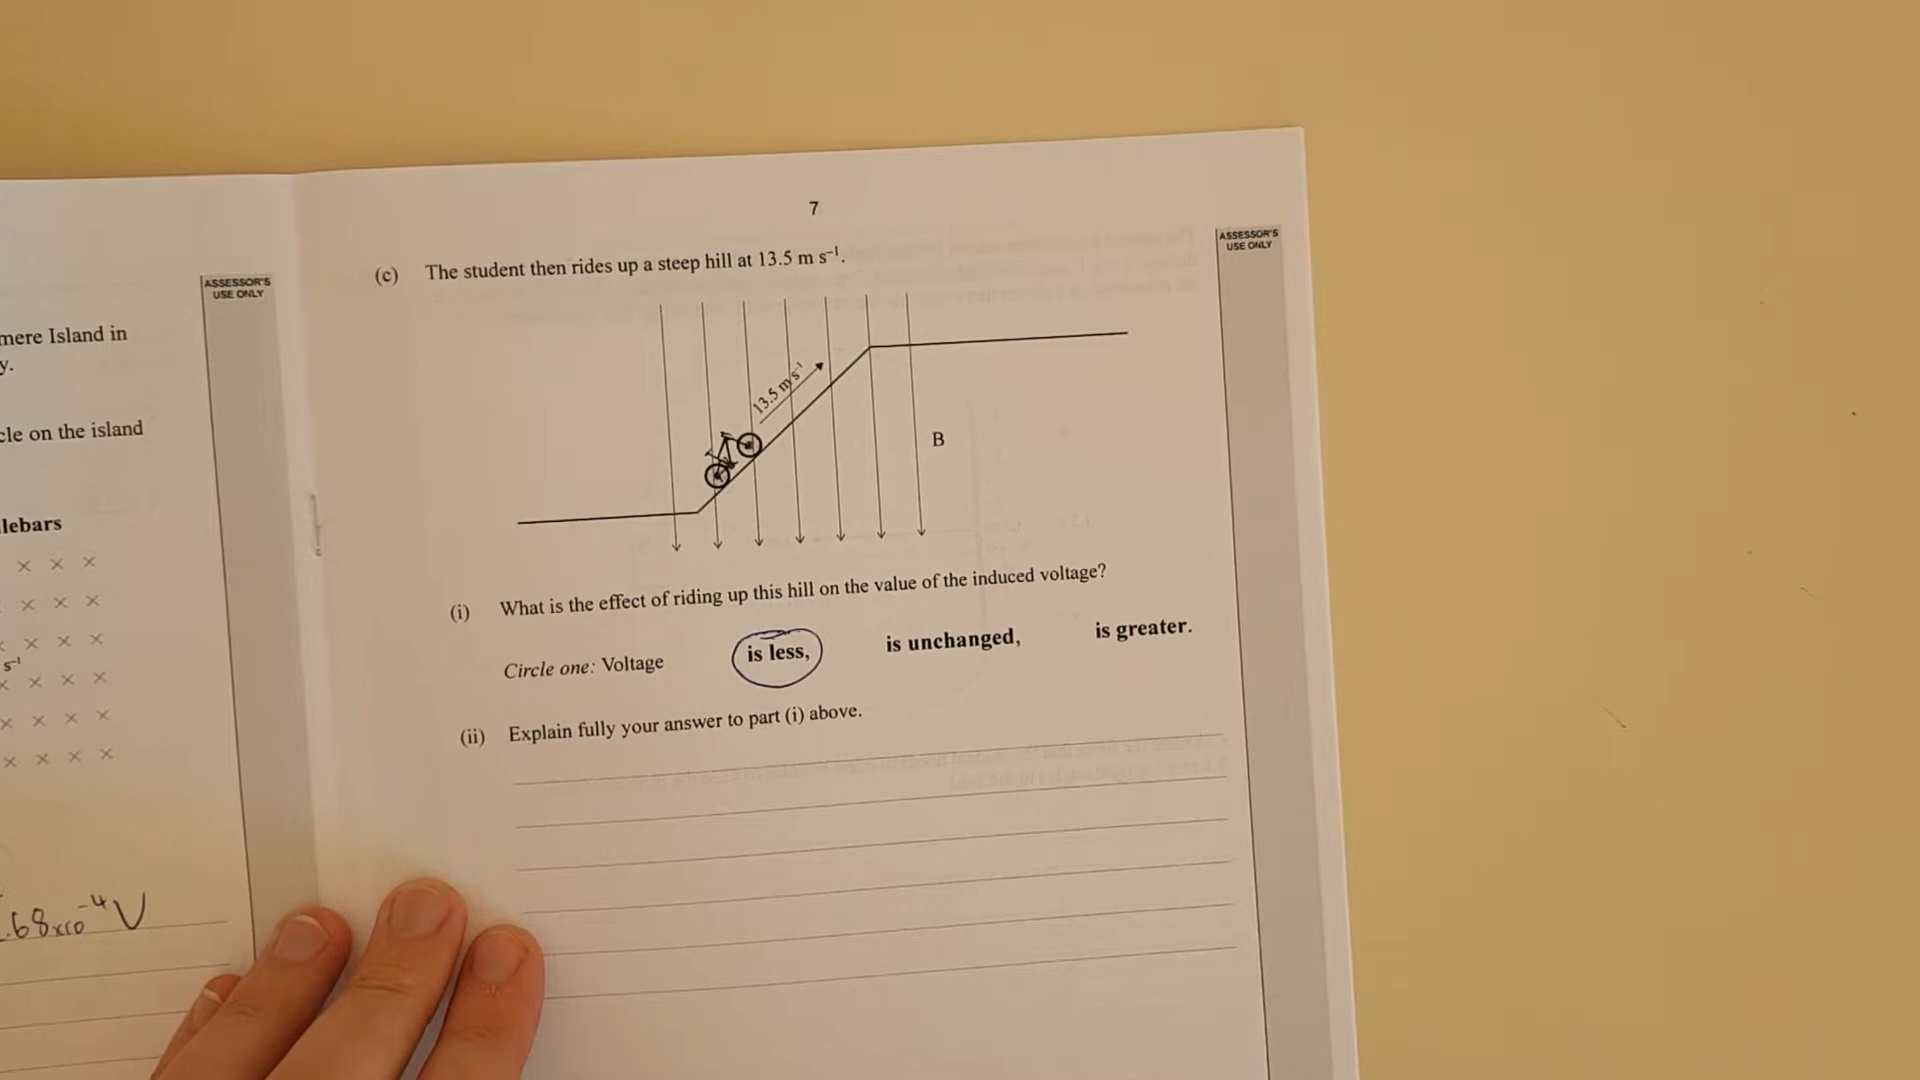 7
ASSESSOR'S
USE ONLY
mere Island in
y.
cle on the island
lebars
s⁻¹
.68x10⁻⁴ V
ASSESSOR'S
USE ONLY
(c) The student then rides up a steep hill at 13.5 m s⁻¹.
13.5 m s⁻¹
B
(i) What is the effect of riding up this hill on the value of the induced voltage?
Circle one: Voltage is less, is unchanged, is greater.
(ii) Explain fully your answer to part (i) above.